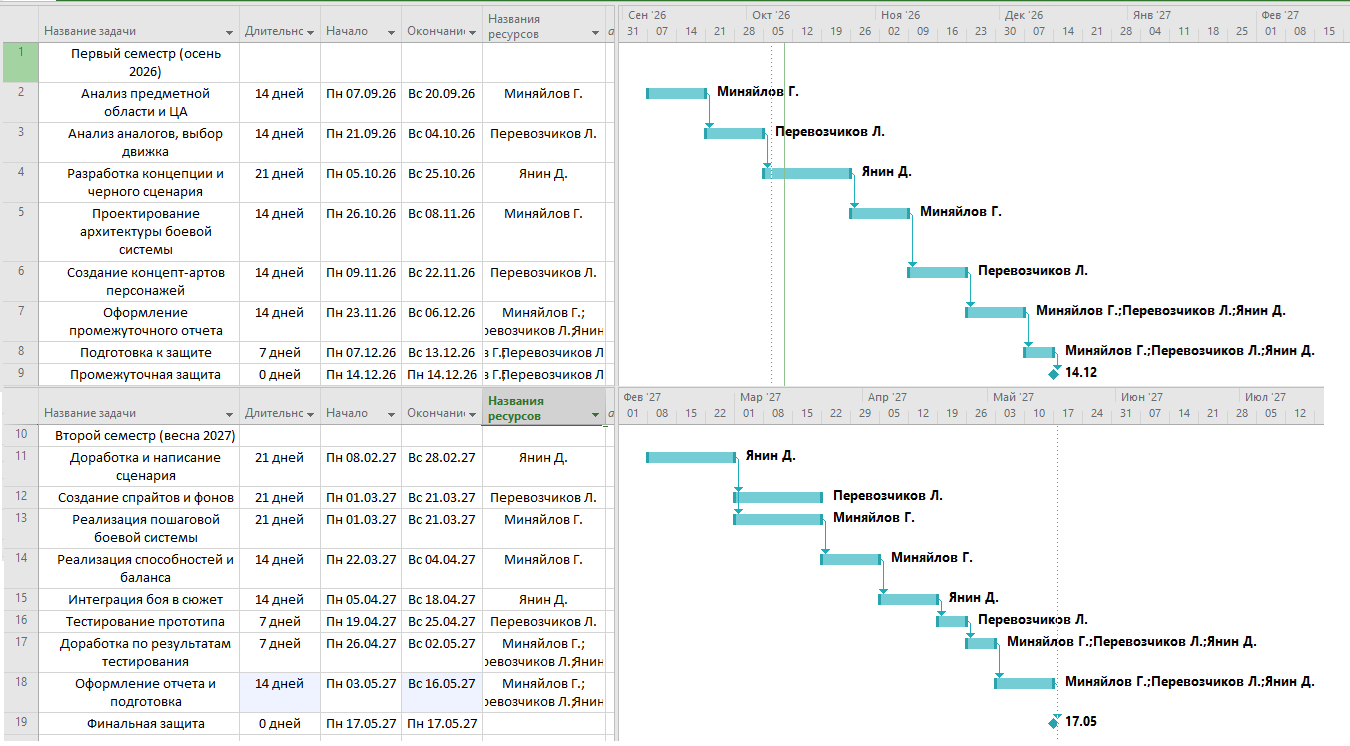 Название задачи Длительнс Начало Окончани Названия ресурсов
Сен '26 Окт '26 Ноя '26 Дек '26 Янв '27 Фев '27
31 07 14 21 28 05 12 19 26 02 09 16 23 30 07 14 21 28 04 11 18 25 01 08 15
1 Первый семестр (осень
2026)
2 Анализ предметной
области и ЦА 14 дней Пн 07.09.26 Вс 20.09.26 Миняйлов Г. Миняйлов Г.
3 Анализ аналогов, выбор
движка 14 дней Пн 21.09.26 Вс 04.10.26 Перевозчиков Л. Перевозчиков Л.
4 Разработка концепции и
черного сценария 21 дней Пн 05.10.26 Вс 25.10.26 Янин Д. Янин Д.
5 Проектирование
архитектуры боевой
системы 14 дней Пн 26.10.26 Вс 08.11.26 Миняйлов Г. Миняйлов Г.
6 Создание концепт-артов
персонажей 14 дней Пн 09.11.26 Вс 22.11.26 Перевозчиков Л. Перевозчиков Л.
7 Оформление
промежуточного отчета 14 дней Пн 23.11.26 Вс 06.12.26 Миняйлов Г.;
ревозчиков Л.;Янин Миняйлов Г.;Перевозчиков Л.;Янин Д.
8 Подготовка к защите 7 дней Пн 07.12.26 Вс 13.12.26 в Г.;Перевозчиков Л Миняйлов Г.;Перевозчиков Л.;Янин Д.
9 Промежуточная защита 0 дней Пн 14.12.26 Пн 14.12.26 в Г.;Перевозчиков Л 14.12
Название задачи Длительнс Начало Окончани Названия ресурсов
Фев '27 Мар '27 Апр '27 Май '27 Июн '27 Июл '27
01 08 15 22 01 08 15 22 29 05 12 19 26 03 10 17 24 31 07 14 21 28 05 12
10 Второй семестр (весна 2027)
11 Доработка и написание
сценария 21 дней Пн 08.02.27 Вс 28.02.27 Янин Д. Янин Д.
12 Создание спрайтов и фонов 21 дней Пн 01.03.27 Вс 21.03.27 Перевозчиков Л. Перевозчиков Л.
13 Реализация пошаговой
боевой системы 21 дней Пн 01.03.27 Вс 21.03.27 Миняйлов Г. Миняйлов Г.
14 Реализация способностей и
баланса 14 дней Пн 22.03.27 Вс 04.04.27 Миняйлов Г. Миняйлов Г.
15 Интеграция боя в сюжет 14 дней Пн 05.04.27 Вс 18.04.27 Янин Д. Янин Д.
16 Тестирование прототипа 7 дней Пн 19.04.27 Вс 25.04.27 Перевозчиков Л. Перевозчиков Л.
17 Доработка по результатам
тестирования 7 дней Пн 26.04.27 Вс 02.05.27 Миняйлов Г.;
ревозчиков Л.;Янин Миняйлов Г.;Перевозчиков Л.;Янин Д.
18 Оформление отчета и
подготовка 14 дней Пн 03.05.27 Вс 16.05.27 Миняйлов Г.;
ревозчиков Л.;Янин Миняйлов Г.;Перевозчиков Л.;Янин Д.
19 Финальная защита 0 дней Пн 17.05.27 Пн 17.05.27 17.05